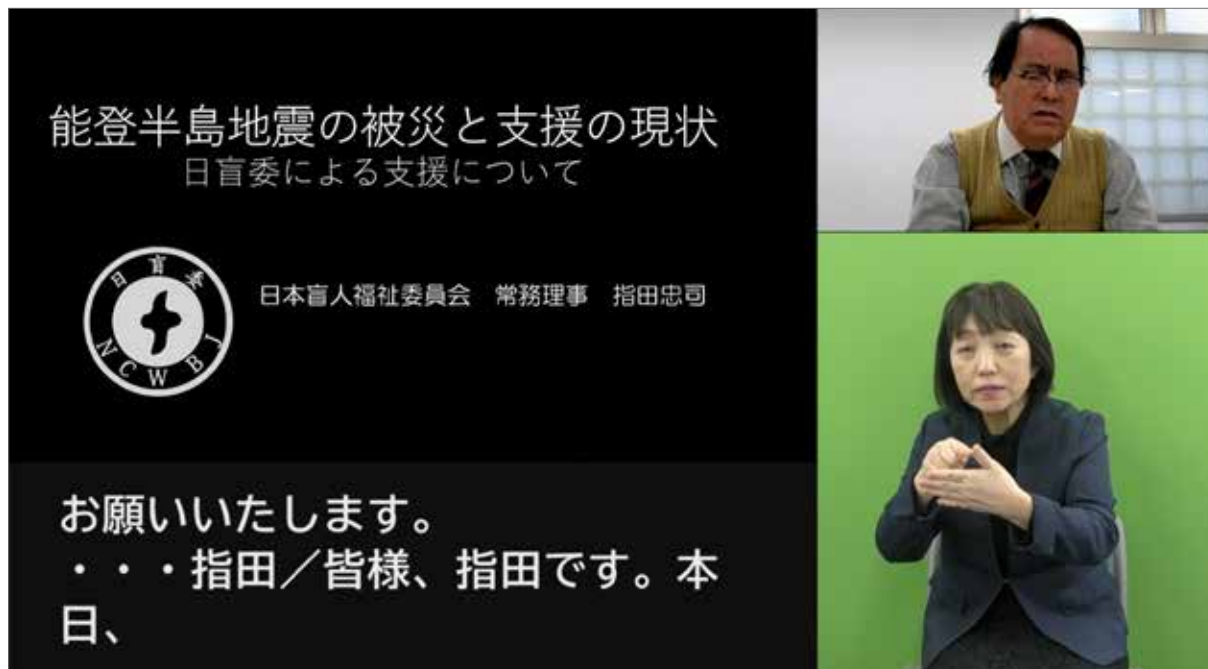 能登半島地震の被災と支援の現状
日盲委による支援について
日盲委
NCWBJ
日本盲人福祉委員会　常務理事　指田忠司
お願いいたします。
・・・指田／皆様、指田です。本
日、